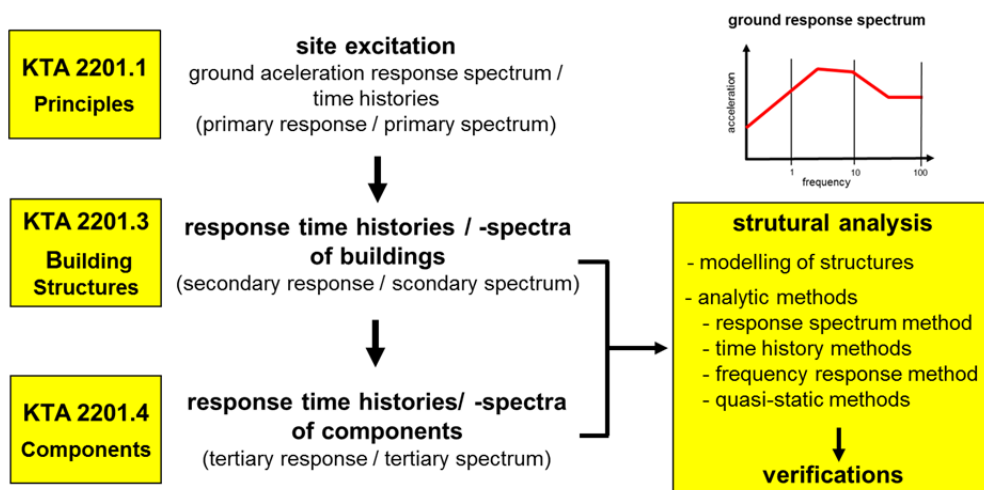 KTA 2201.1
Principles
site excitation
ground aceleration response spectrum /
time histories
(primary response / primary spectrum)
ground response spectrum
acceleration
1
10
100
frequency
KTA 2201.3
Building
Structures
response time histories / -spectra
of buildings
(secondary response / scondary spectrum)
KTA 2201.4
Components
response time histories/ -spectra
of components
(tertiary response / tertiary spectrum)
strutural analysis
- modelling of structures
- analytic methods
- response spectrum method
- time history methods
- frequency response method
- quasi-static methods
verifications